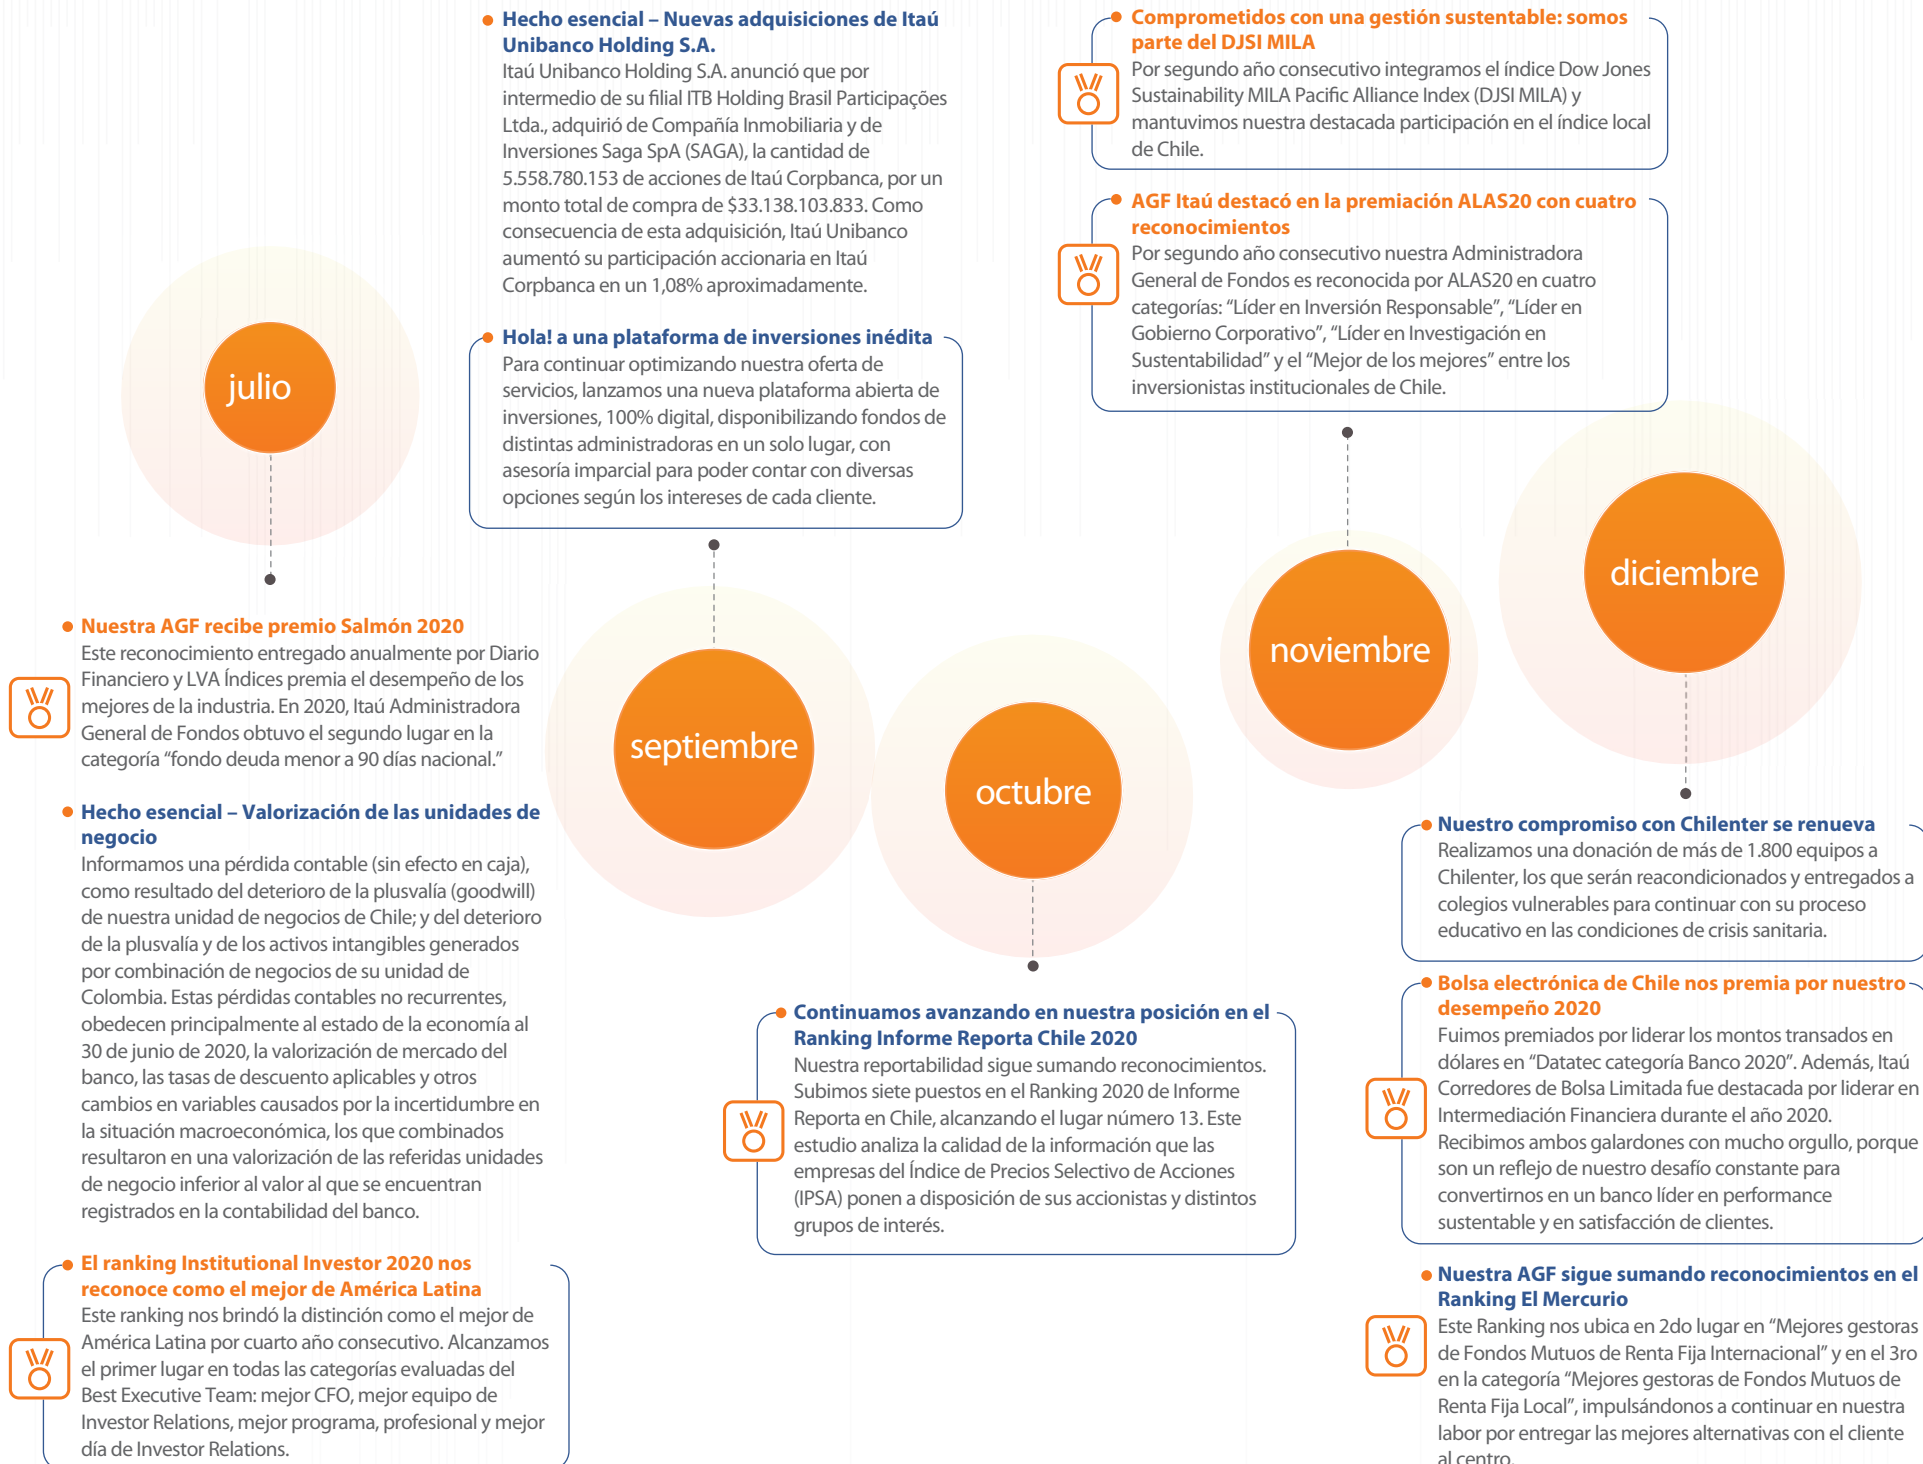 julio
Nuestra AGF recibe premio Salmón 2020
Este reconocimiento entregado anualmente por Diario
Financiero y LVA Índices premia el desempeño de los
mejores de la industria. En 2020, Itaú Administradora
General de Fondos obtuvo el segundo lugar en la
categoría “fondo deuda menor a 90 días nacional.”
Hecho esencial – Valorización de las unidades de
negocio
Informamos una pérdida contable (sin efecto en caja),
como resultado del deterioro de la plusvalía (goodwill)
de nuestra unidad de negocios de Chile; y del deterioro
de la plusvalía y de los activos intangibles generados
por combinación de negocios de su unidad de
Colombia. Estas pérdidas contables no recurrentes,
obedecen principalmente al estado de la economía al
30 de junio de 2020, la valorización de mercado del
banco, las tasas de descuento aplicables y otros
cambios en variables causados por la incertidumbre en
la situación macroeconómica, los que combinados
resultaron en una valorización de las referidas unidades
de negocio inferior al valor al que se encuentran
registrados en la contabilidad del banco.
El ranking Institutional Investor 2020 nos
reconoce como el mejor de América Latina
Este ranking nos brindó la distinción como el mejor de
América Latina por cuarto año consecutivo. Alcanzamos
el primer lugar en todas las categorías evaluadas del
Best Executive Team: mejor CFO, mejor equipo de
Investor Relations, mejor programa, profesional y mejor
día de Investor Relations.
Hecho esencial – Nuevas adquisiciones de Itaú
Unibanco Holding S.A.
Itaú Unibanco Holding S.A. anunció que por
intermedio de su filial ITB Holding Brasil Participações
Ltda., adquirió de Compañía Inmobiliaria y de
Inversiones Saga SpA (SAGA), la cantidad de
5.558.780.153 de acciones de Itaú Corpbanca, por un
monto total de compra de $33.138.103.833. Como
consecuencia de esta adquisición, Itaú Unibanco
aumentó su participación accionaria en Itaú
Corpbanca en un 1,08% aproximadamente.
Hola! a una plataforma de inversiones inédita
Para continuar optimizando nuestra oferta de
servicios, lanzamos una nueva plataforma abierta de
inversiones, 100% digital, disponibilizando fondos de
distintas administradoras en un solo lugar, con
asesoría imparcial para poder contar con diversas
opciones según los intereses de cada cliente.
septiembre
octubre
Continuamos avanzando en nuestra posición en el
Ranking Informe Reporta Chile 2020
Nuestra reportabilidad sigue sumando reconocimientos.
Subimos siete puestos en el Ranking 2020 de Informe
Reporta en Chile, alcanzando el lugar número 13. Este
estudio analiza la calidad de la información que las
empresas del Índice de Precios Selectivo de Acciones
(IPSA) ponen a disposición de sus accionistas y distintos
grupos de interés.
Comprometidos con una gestión sustentable: somos
parte del DJSI MILA
Por segundo año consecutivo integramos el índice Dow Jones
Sustainability MILA Pacific Alliance Index (DJSI MILA) y
mantuvimos nuestra destacada participación en el índice local
de Chile.
AGF Itaú destacó en la premiación ALAS20 con cuatro
reconocimientos
Por segundo año consecutivo nuestra Administradora
General de Fondos es reconocida por ALAS20 en cuatro
categorías: “Líder en Inversión Responsable”, “Líder en
Gobierno Corporativo”, “Líder en Investigación en
Sustentabilidad” y el “Mejor de los mejores” entre los
inversionistas institucionales de Chile.
noviembre
diciembre
Nuestro compromiso con Chilenter se renueva
Realizamos una donación de más de 1.800 equipos a
Chilenter, los que serán reacondicionados y entregados a
colegios vulnerables para continuar con su proceso
educativo en las condiciones de crisis sanitaria.
Bolsa electrónica de Chile nos premia por nuestro
desempeño 2020
Fuimos premiados por liderar los montos transados en
dólares en “Datatec categoría Banco 2020”. Además, Itaú
Corredores de Bolsa Limitada fue destacada por liderar en
Intermediación Financiera durante el año 2020.
Recibimos ambos galardones con mucho orgullo, porque
son un reflejo de nuestro desafío constante para
convertirnos en un banco líder en performance
sustentable y en satisfacción de clientes.
Nuestra AGF sigue sumando reconocimientos en el
Ranking El Mercurio
Este Ranking nos ubica en 2do lugar en “Mejores gestoras
de Fondos Mutuos de Renta Fija Internacional” y en el 3ro
en la categoría “Mejores gestoras de Fondos Mutuos de
Renta Fija Local”, impulsándonos a continuar en nuestra
labor por entregar las mejores alternativas con el cliente
al centro.